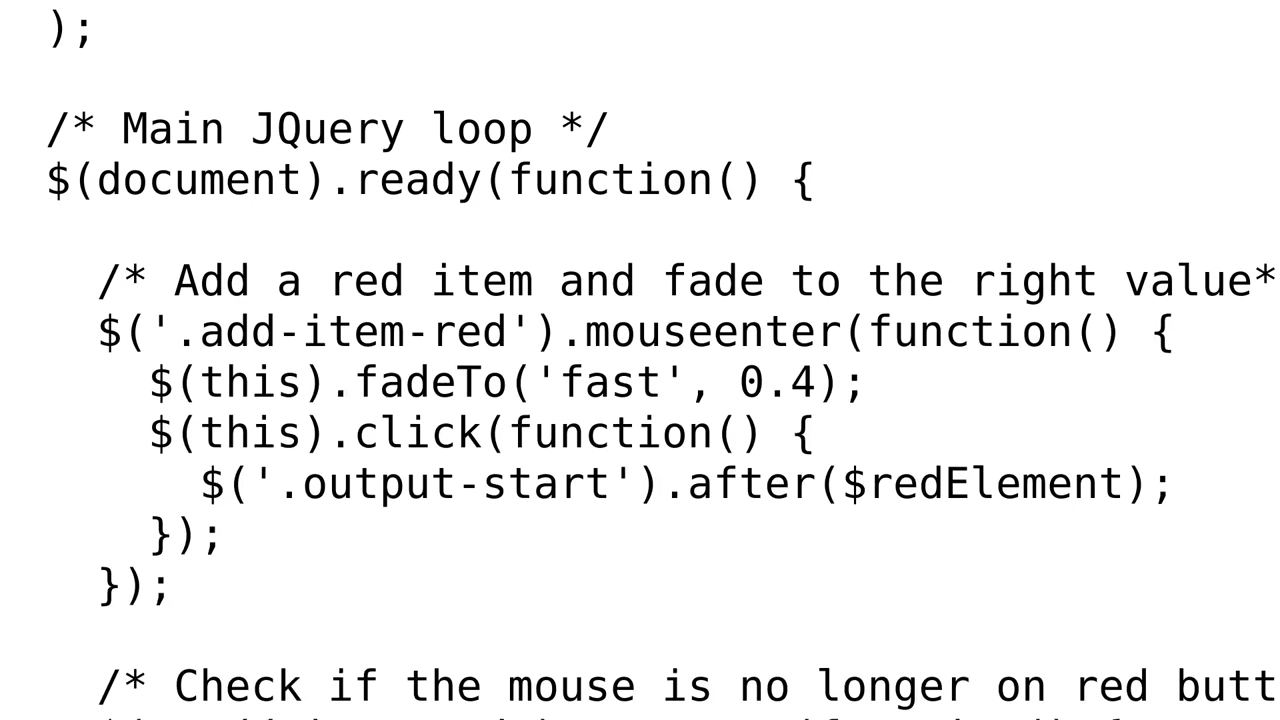 );
/* Main JQuery loop */
$(document).ready(function() {
/* Add a red item and fade to the right value*
$('.add-item-red').mouseenter(function() {
$(this).fadeTo('fast', 0.4);
$(this).click(function() {
$('.output-start').after($redElement);
});
});
/* Check if the mouse is no longer on red butt